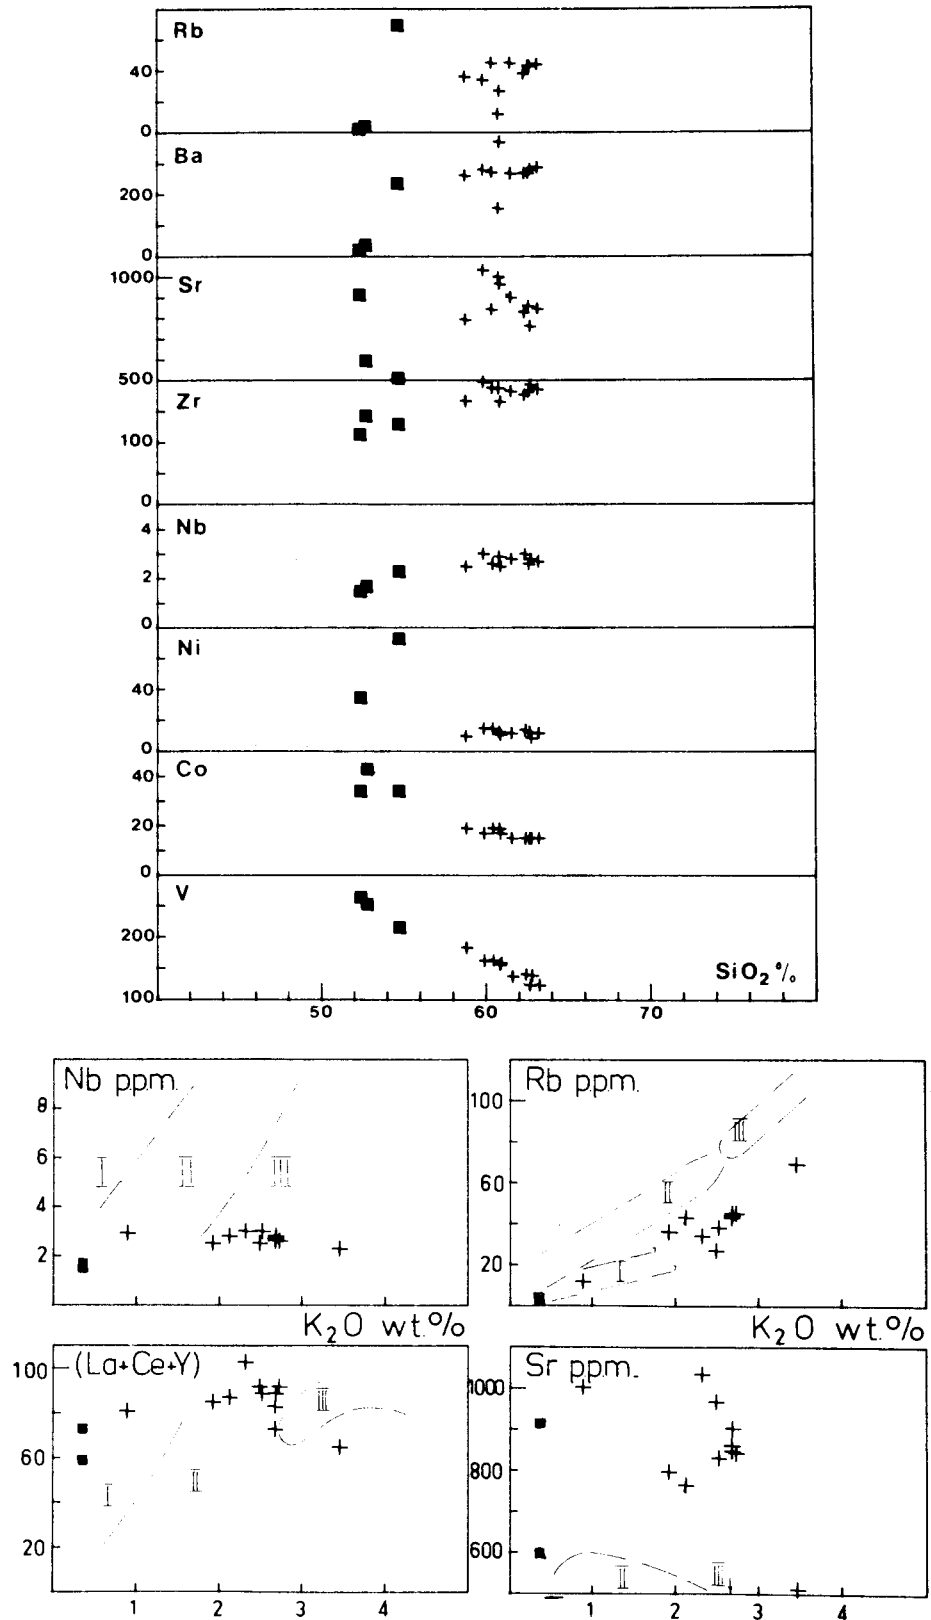 Rb
40
0
Ba
200
0
1000
Sr
500
Zr
100
0
Nb
4
2
0
Ni
40
0
Co
40
20
0
V
200
SiO₂ %
100
50 60 70
Nb p.p.m.
8
6
4
2
I II III
K₂O wt.%
Rb p.p.m.
100
60
20
III
II
I
K₂O wt.%
(La+Ce+Y)
100
60
20
III
II
I
1 2 3 4
Sr p.p.m.
1000
800
600
II III
1 2 3 4